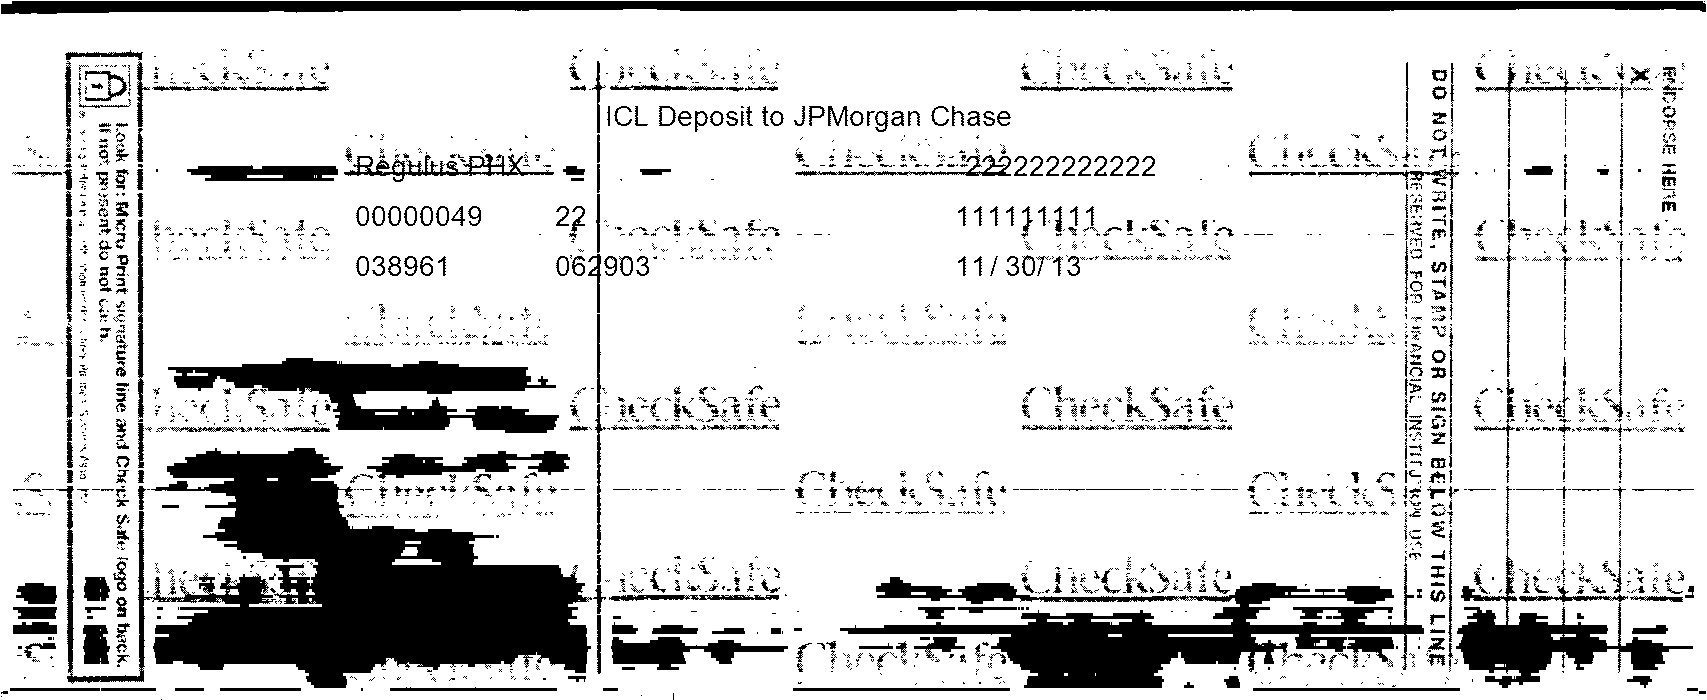 CheckSafe CheckSafe CheckSafe
ICL Deposit to JPMorgan Chase
CheckSafe CheckSafe
Regulus PHX 222222222222
00000049 22 111111111
CheckSafe CheckSafe CheckSafe
038961 062903 11/30/13
CheckSafe CheckSafe CheckSafe CheckSafe
CheckSafe CheckSafe
CheckSafe CheckSafe CheckSafe
CheckSafe
Look for: Micro Print signature line and Check Safe logo on back.
If not present do not cash.
DO NOT WRITE, STAMP OR SIGN BELOW THIS LINE
RESERVED FOR FINANCIAL INSTITUTION USE
ENDORSE HERE
X